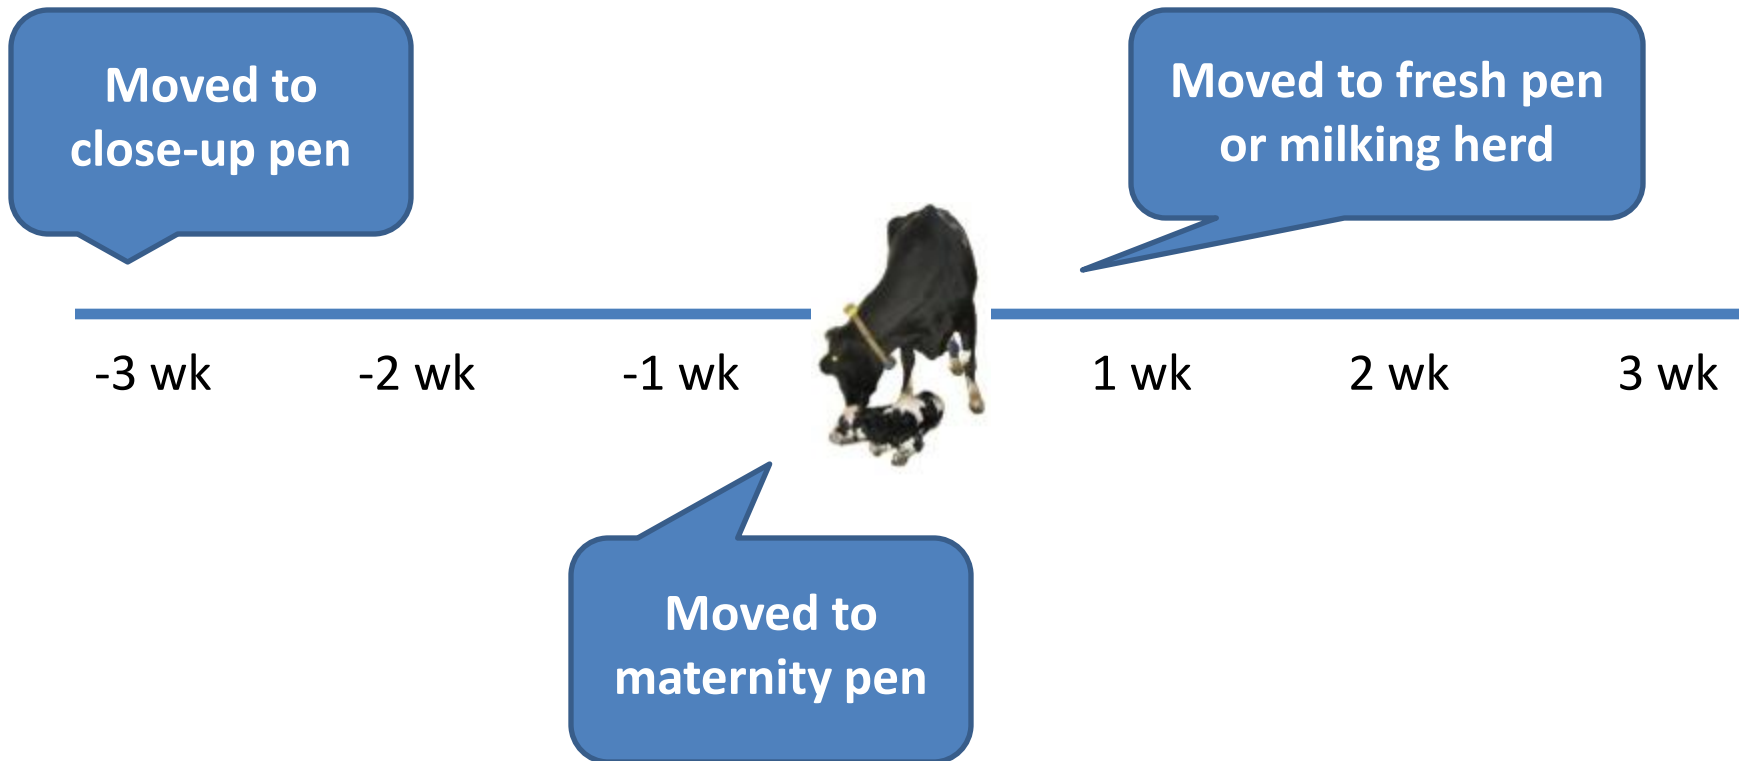 Moved to
close-up pen
Moved to fresh pen
or milking herd
-3 wk
-2 wk
-1 wk
1 wk
2 wk
3 wk
Moved to
maternity pen